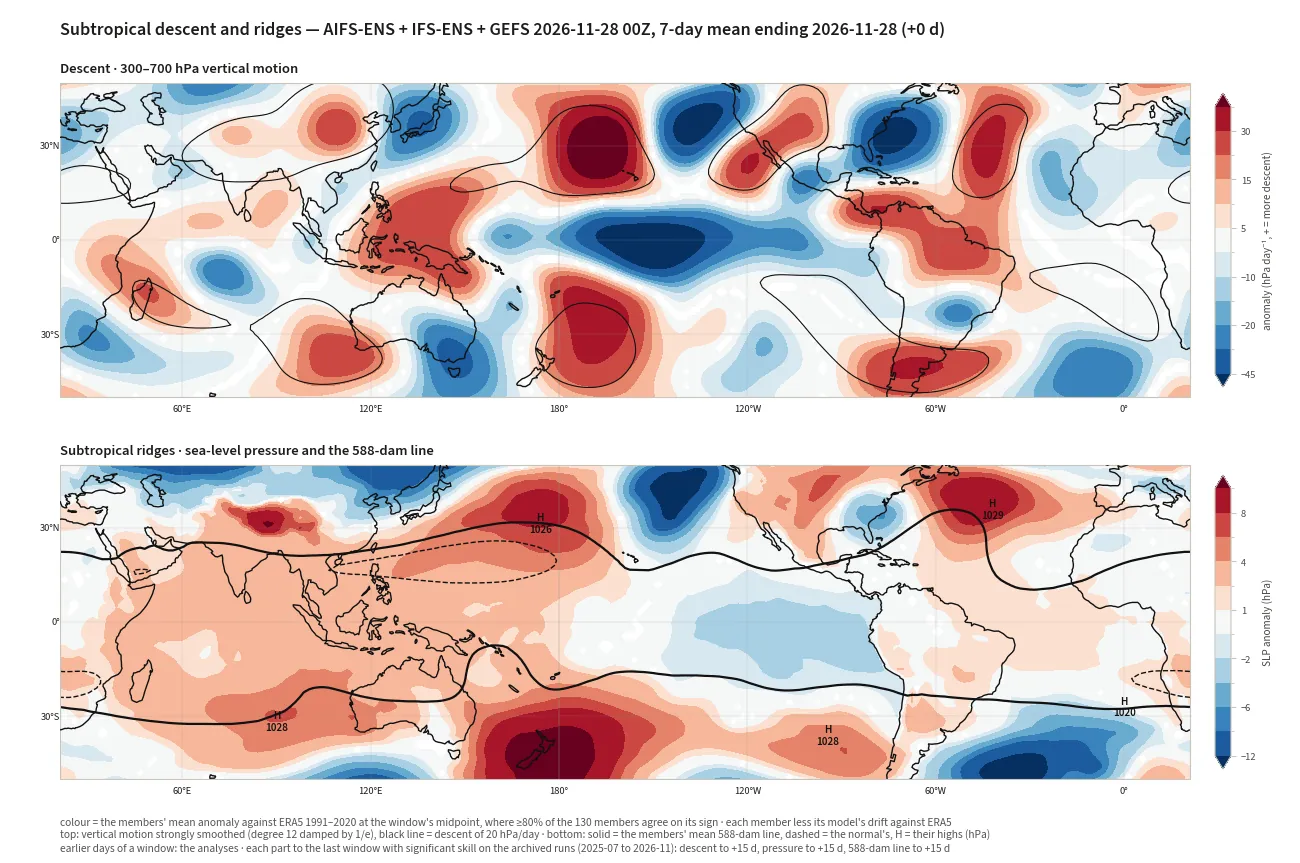 Subtropical descent and ridges — AIFS-ENS + IFS-ENS + GEFS 2026-11-28 00Z, 7-day mean ending 2026-11-28 (+0 d)
Descent · 300–700 hPa vertical motion
30°N
0°
30°S
60°E
120°E
180°
120°W
60°W
0°
30
15
5
−10
−20
−45
anomaly (hPa day⁻¹, + = more descent)
Subtropical ridges · sea-level pressure and the 588-dam line
30°N
0°
30°S
H
1026
H
1029
H
1028
H
1028
H
1020
60°E
120°E
180°
120°W
60°W
0°
8
4
1
−2
−6
−12
SLP anomaly (hPa)
colour = the members' mean anomaly against ERA5 1991–2020 at the window's midpoint, where ≥80% of the 130 members agree on its sign · each member less its model's drift against ERA5
top: vertical motion strongly smoothed (degree 12 damped by 1/e), black line = descent of 20 hPa/day · bottom: solid = the members' mean 588-dam line, dashed = the normal's, H = their highs (hPa)
earlier days of a window: the analyses · each part to the last window with significant skill on the archived runs (2025-07 to 2026-11): descent to +15 d, pressure to +15 d, 588-dam line to +15 d